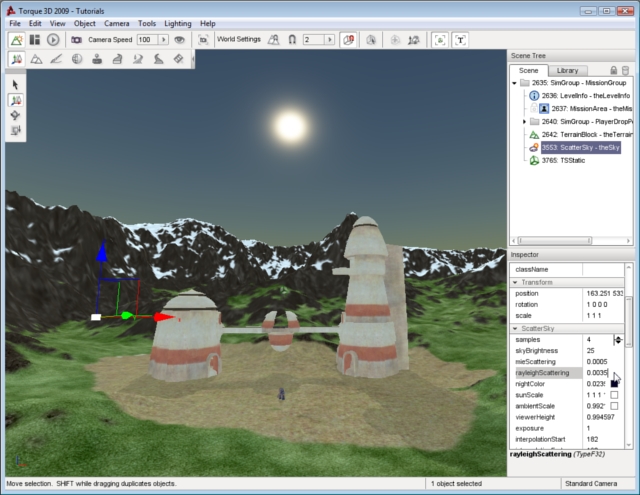 Torque 3D 2009 - Tutorials
File Edit View Object Camera Tools Lighting Help
Camera Speed 100 World Settings 2 T
Scene Tree
Scene Library
2635: SimGroup - MissionGroup
2636: LevelInfo - theLevelInfo
2637: MissionArea - theMis
2640: SimGroup - PlayerDropP
2642: TerrainBlock - theTerrain
3553: ScatterSky - theSky
3765: TSStatic
Inspector
className
Transform
position 163.251 533
rotation 1 0 0 0
scale 1 1 1
ScatterSky
samples 4
skyBrightness 25
mieScattering 0.0005
rayleighScattering 0.0035
nightColor 0.023
sunScale 1 1 1
ambientScale 0.992
viewerHeight 0.994597
exposure 1
interpolationStart 182
rayleighScattering (TypeF32)
Move selection. SHIFT while dragging duplicates objects. 1 object selected Standard Camera